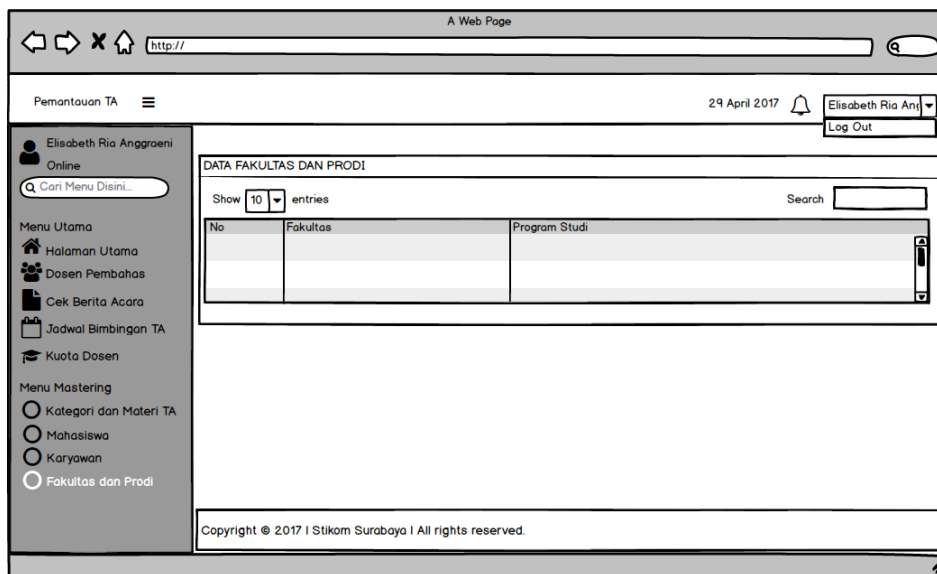 A Web Page
http://
Pemantauan TA
29 April 2017
Elisabeth Ria Ang
Log Out
Elisabeth Ria Anggraeni
Online
Cari Menu Disini...
Menu Utama
Halaman Utama
Dosen Pembahas
Cek Berita Acara
Jadwal Bimbingan TA
Kuota Dosen
Menu Mastering
Kategori dan Materi TA
Mahasiswa
Karyawan
Fakultas dan Prodi
DATA FAKULTAS DAN PRODI
Show 10 entries
Search
No Fakultas Program Studi
Copyright © 2017 | Stikom Surabaya | All rights reserved.